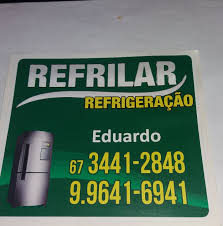 REFRILAR
REFRIGERAÇÃO
Eduardo
67 3441-2848
9.9641-6941